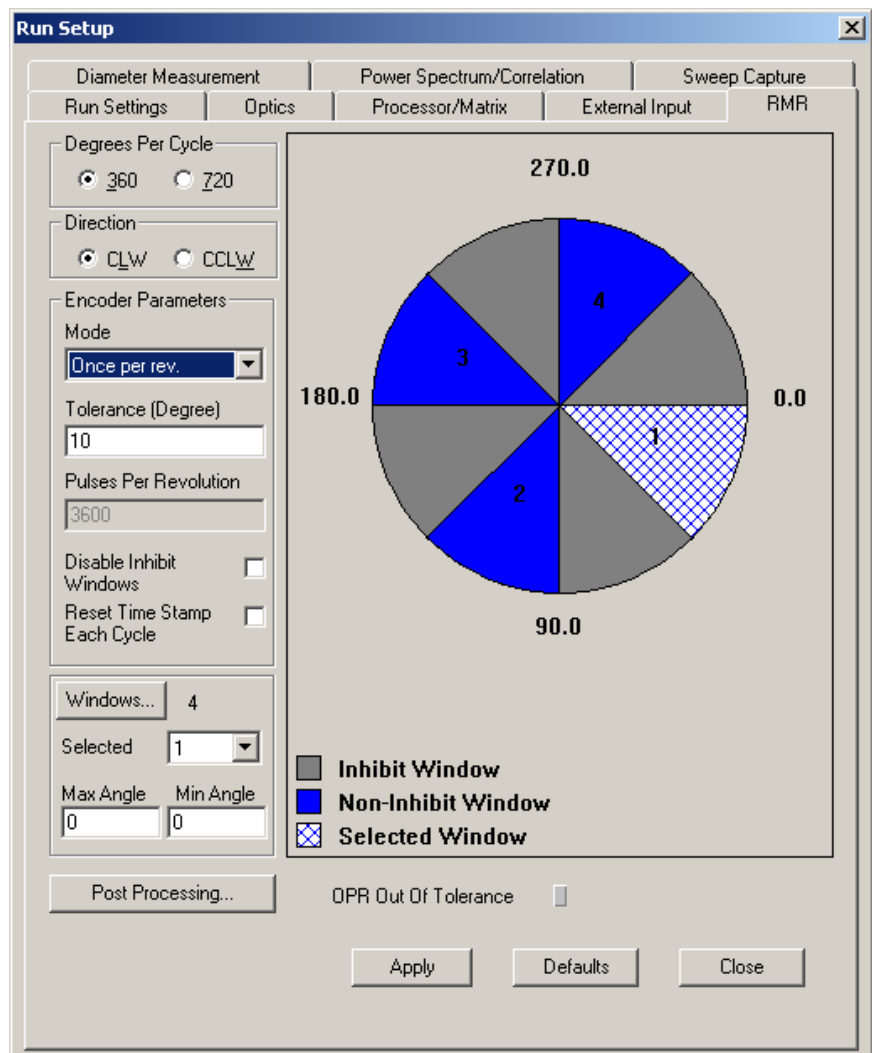 Run Setup
Diameter Measurement Power Spectrum/Correlation Sweep Capture
Run Settings Optics Processor/Matrix External Input RMR
Degrees Per Cycle
360 720
Direction
CLW CCLW
Encoder Parameters
Mode
Once per rev.
Tolerance (Degree)
10
Pulses Per Revolution
3600
Disable Inhibit
Windows
Reset Time Stamp
Each Cycle
Windows... 4
Selected 1
Max Angle Min Angle
0 0
Post Processing...
270.0
4
3
180.0 0.0
1
2
90.0
Inhibit Window
Non-Inhibit Window
Selected Window
OPR Out Of Tolerance
Apply Defaults Close